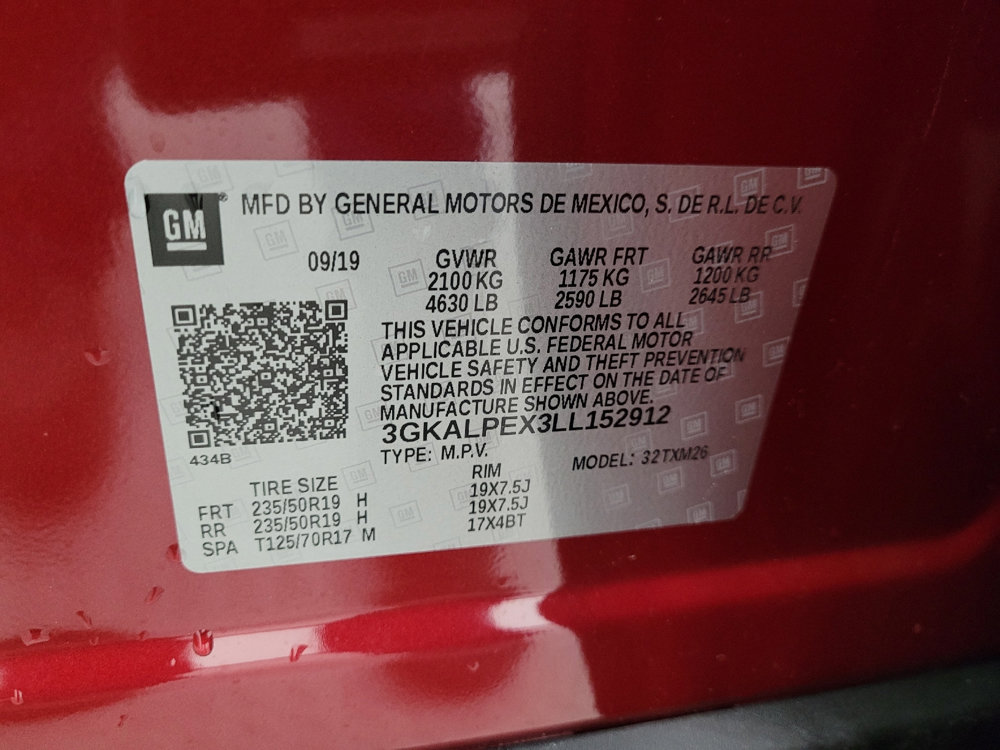 GM® MFD BY GENERAL MOTORS DE MEXICO, S. DE R.L. DE C.V.
09/19 GVWR GAWR FRT GAWR RR
2100 KG 1175 KG 1200 KG
4630 LB 2590 LB 2645 LB
THIS VEHICLE CONFORMS TO ALL
APPLICABLE U.S. FEDERAL MOTOR
VEHICLE SAFETY AND THEFT PREVENTION
STANDARDS IN EFFECT ON THE DATE OF
MANUFACTURE SHOWN ABOVE.
3GKALPEX3LL152912
434B
TYPE: M.P.V. MODEL: 32TXM26
TIRE SIZE RIM
FRT 235/50R19 H 19X7.5J
RR 235/50R19 H 19X7.5J
SPA T125/70R17 M 17X4BT